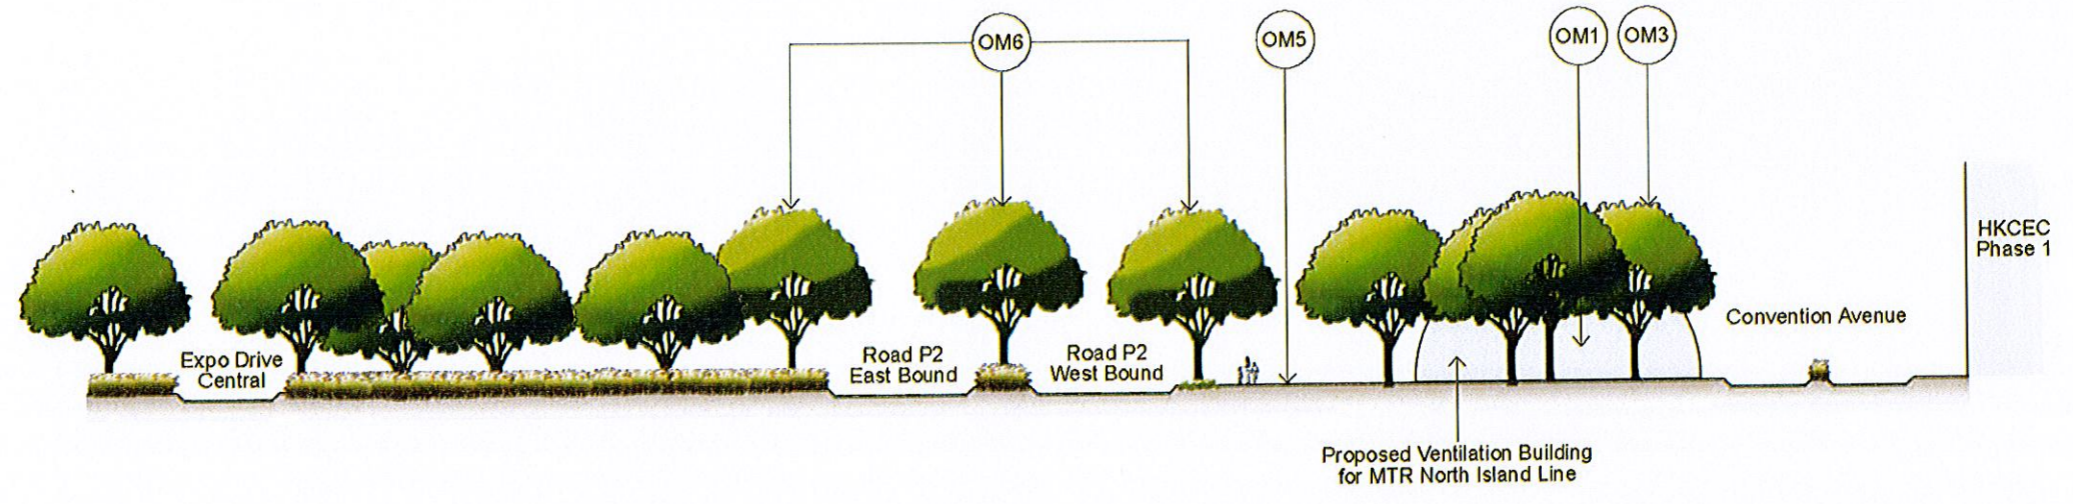 OM6
OM5
OM1
OM3
HKCEC
Phase 1
Convention Avenue
Expo Drive
Central
Road P2
East Bound
Road P2
West Bound
Proposed Ventilation Building
for MTR North Island Line